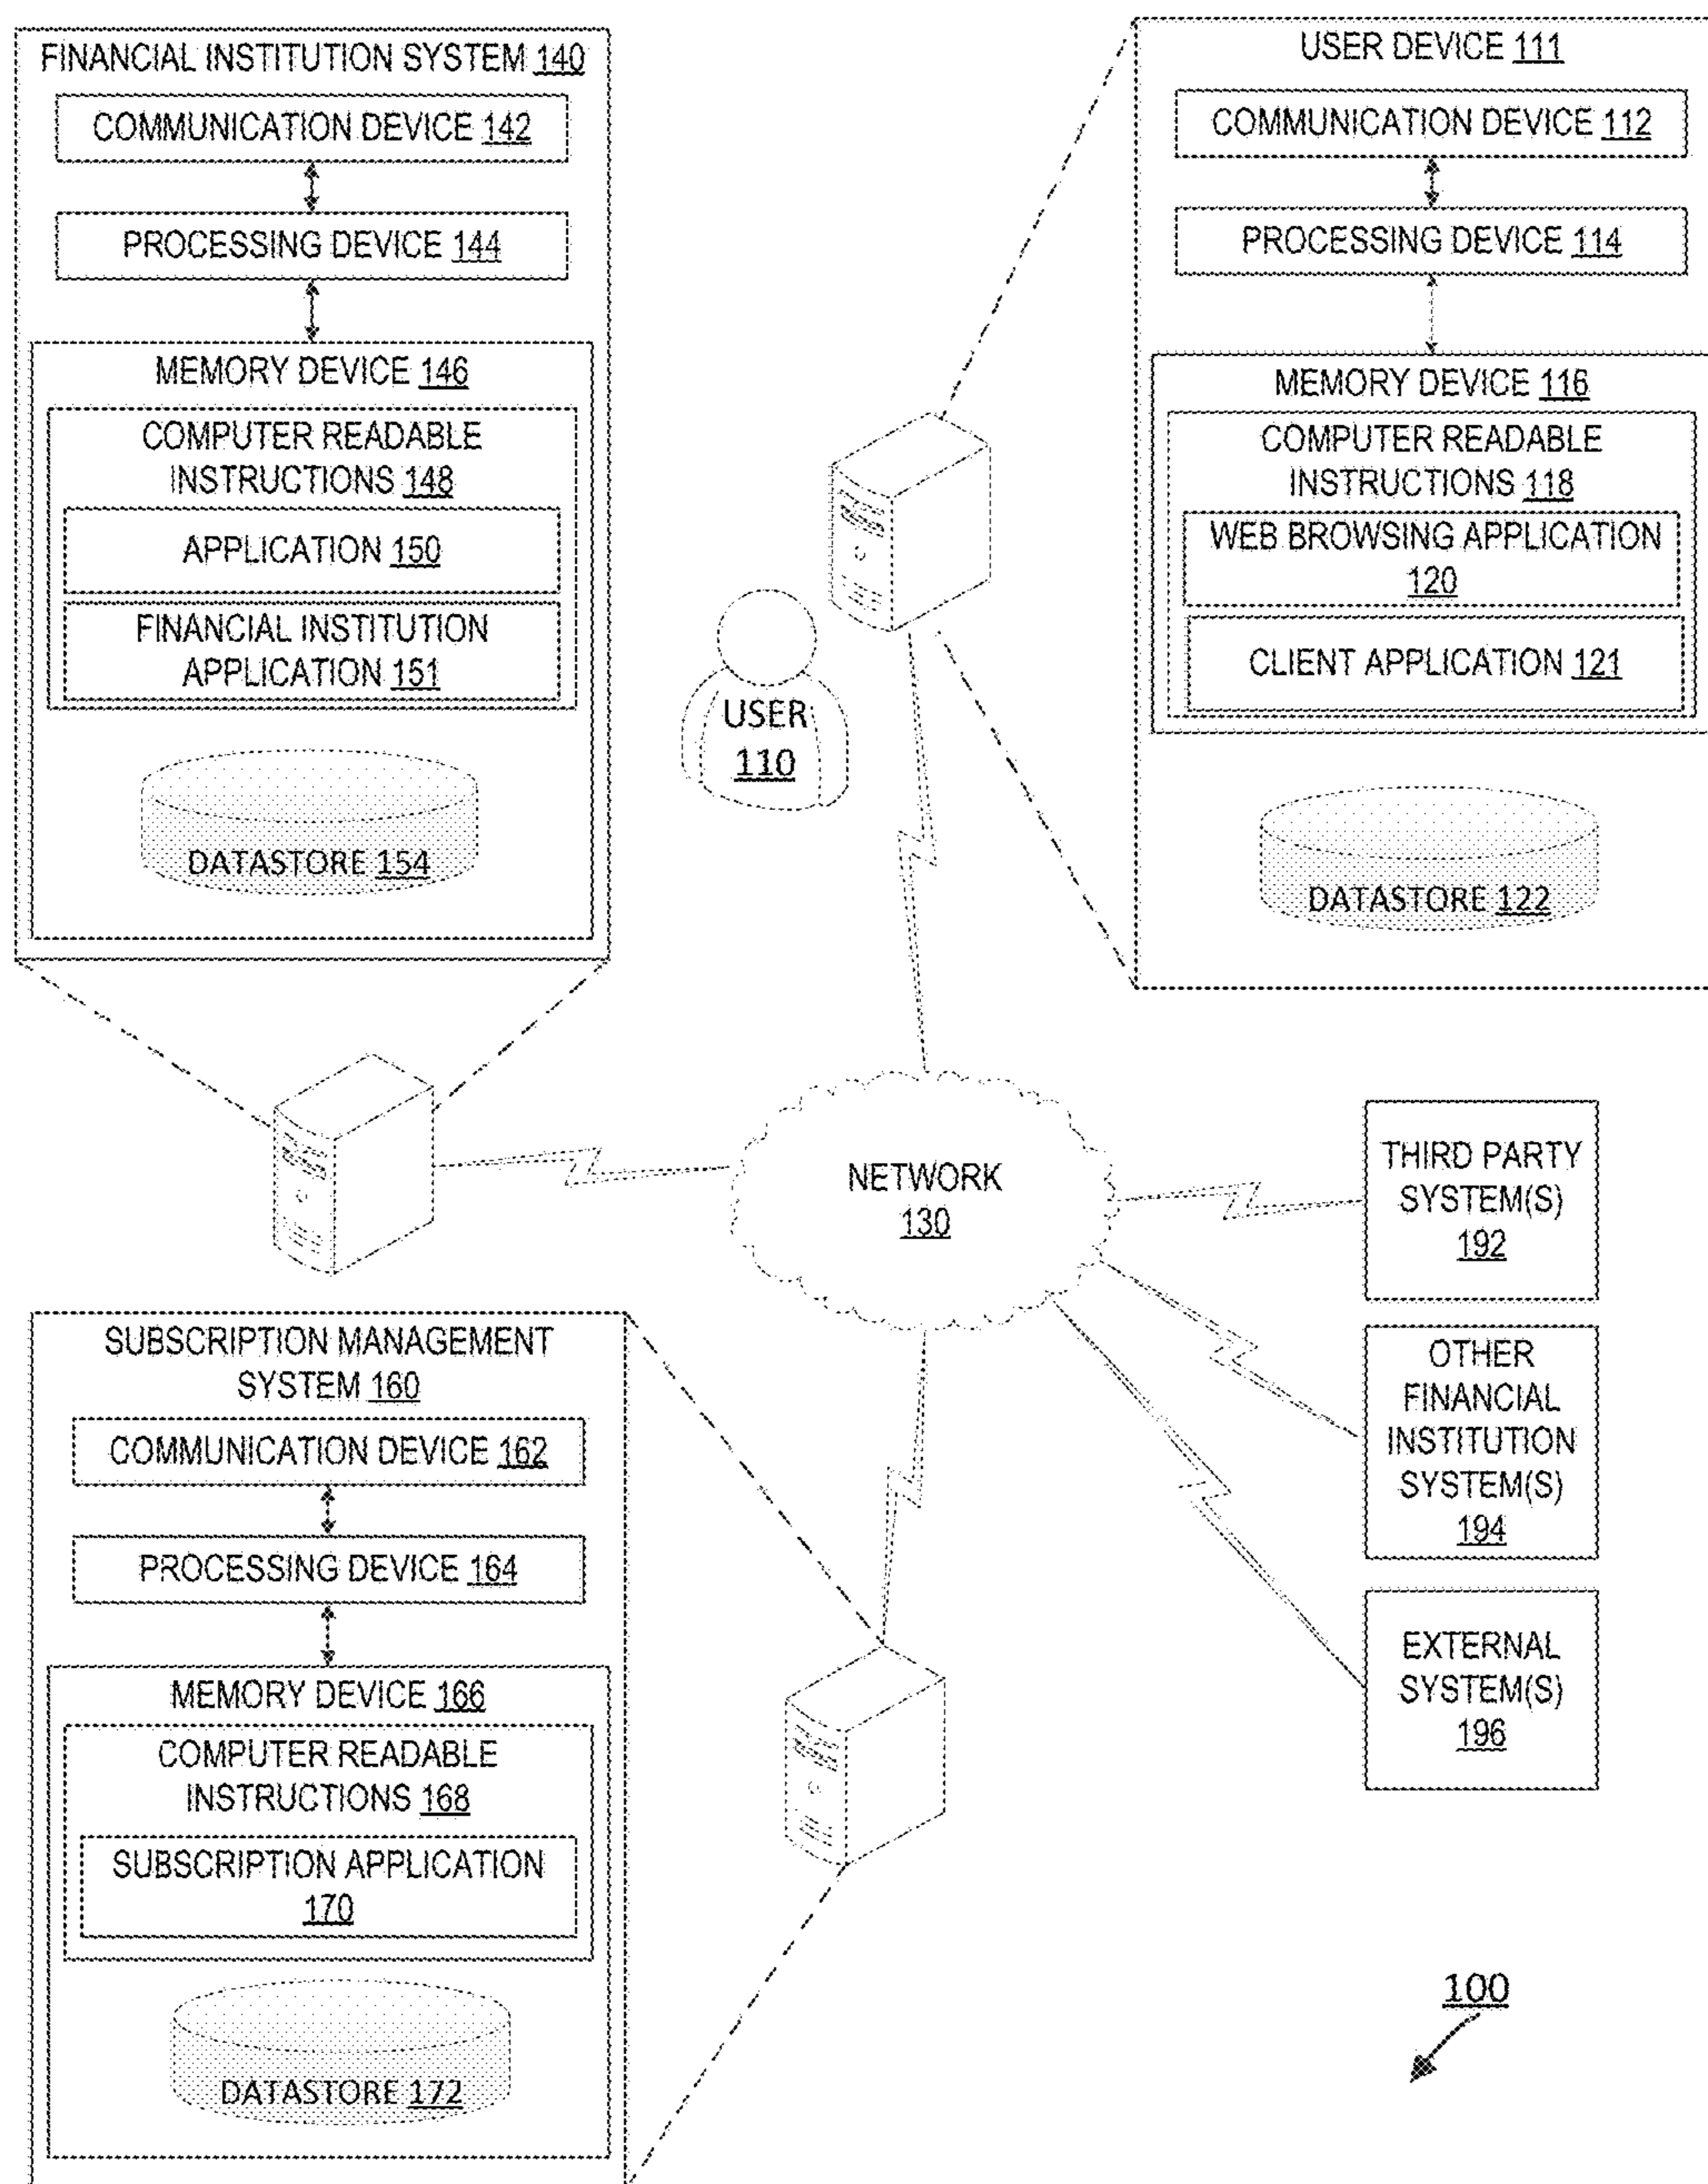 FINANCIAL INSTITUTION SYSTEM 140
COMMUNICATION DEVICE 142
PROCESSING DEVICE 144
MEMORY DEVICE 146
COMPUTER READABLE
INSTRUCTIONS 148
APPLICATION 150
FINANCIAL INSTITUTION
APPLICATION 151
DATASTORE 154
USER DEVICE 111
COMMUNICATION DEVICE 112
PROCESSING DEVICE 114
MEMORY DEVICE 116
COMPUTER READABLE
INSTRUCTIONS 118
WEB BROWSING APPLICATION
120
CLIENT APPLICATION 121
DATASTORE 122
USER
110
NETWORK
130
THIRD PARTY
SYSTEM(S)
192
OTHER
FINANCIAL
INSTITUTION
SYSTEM(S)
194
EXTERNAL
SYSTEM(S)
196
SUBSCRIPTION MANAGEMENT
SYSTEM 160
COMMUNICATION DEVICE 162
PROCESSING DEVICE 164
MEMORY DEVICE 166
COMPUTER READABLE
INSTRUCTIONS 168
SUBSCRIPTION APPLICATION
170
DATASTORE 172
100